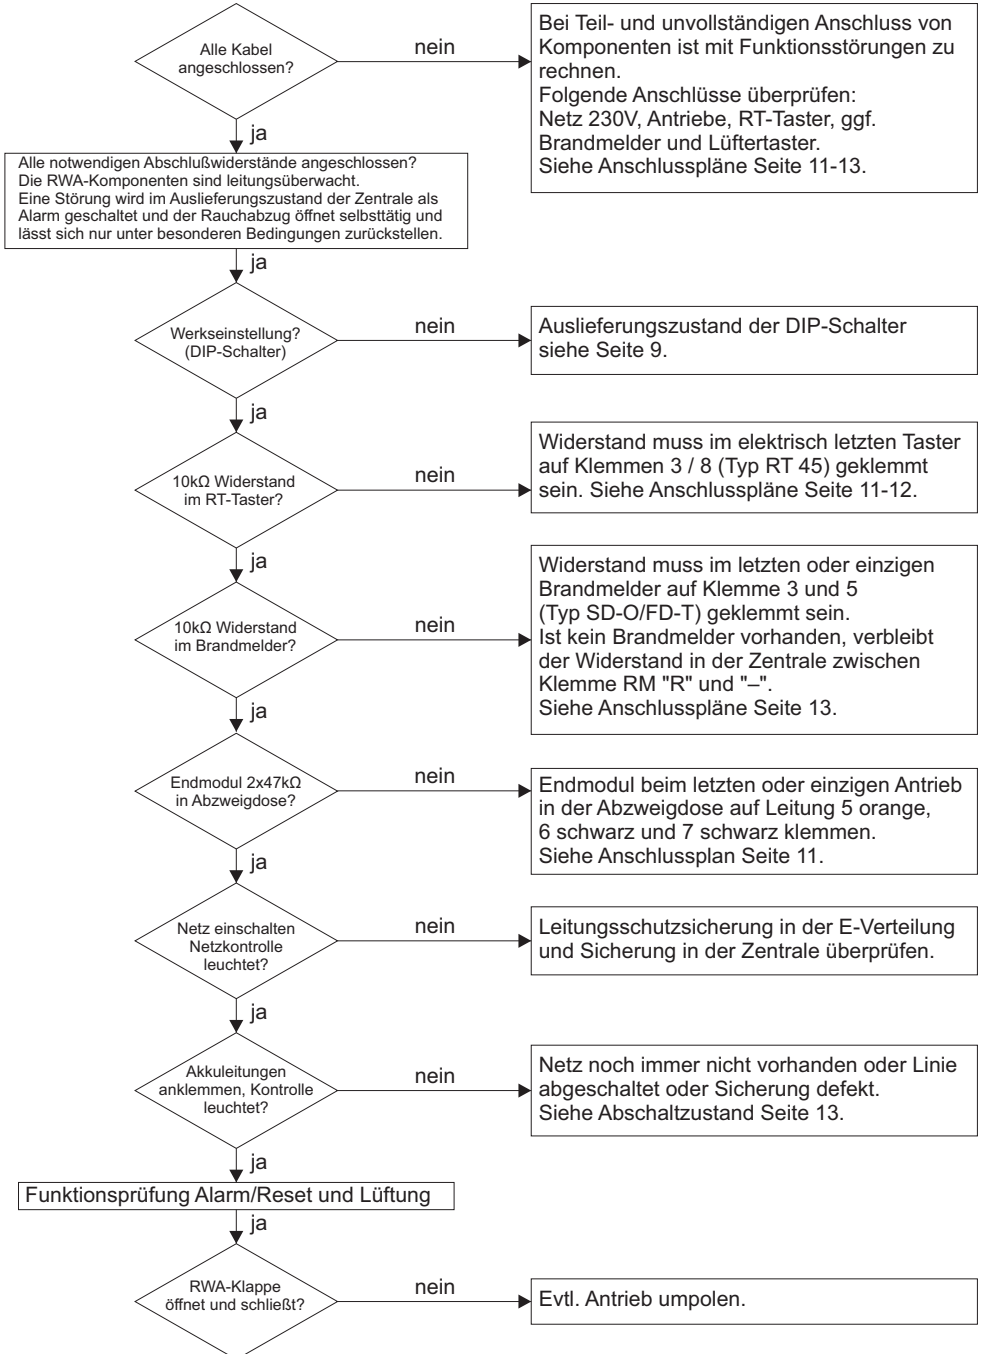 Alle Kabel
angeschlossen?
nein
Bei Teil- und unvollständigen Anschluss von
Komponenten ist mit Funktionsstörungen zu
rechnen.
Folgende Anschlüsse überprüfen:
Netz 230V, Antriebe, RT-Taster, ggf.
Brandmelder und Lüftertaster.
Siehe Anschlusspläne Seite 11-13.
ja
Alle notwendigen Abschlußwiderstände angeschlossen?
Die RWA-Komponenten sind leitungsüberwacht.
Eine Störung wird im Auslieferungszustand der Zentrale als
Alarm geschaltet und der Rauchabzug öffnet selbsttätig und
lässt sich nur unter besonderen Bedingungen zurückstellen.
ja
Werkseinstellung?
(DIP-Schalter)
nein
Auslieferungszustand der DIP-Schalter
siehe Seite 9.
ja
10kΩ Widerstand
im RT-Taster?
nein
Widerstand muss im elektrisch letzten Taster
auf Klemmen 3 / 8 (Typ RT 45) geklemmt
sein. Siehe Anschlusspläne Seite 11-12.
ja
10kΩ Widerstand
im Brandmelder?
nein
Widerstand muss im letzten oder einzigen
Brandmelder auf Klemme 3 und 5
(Typ SD-O/FD-T) geklemmt sein.
Ist kein Brandmelder vorhanden, verbleibt
der Widerstand in der Zentrale zwischen
Klemme RM "R" und "–".
Siehe Anschlusspläne Seite 13.
ja
Endmodul 2x47kΩ
in Abzweigdose?
nein
Endmodul beim letzten oder einzigen Antrieb
in der Abzweigdose auf Leitung 5 orange,
6 schwarz und 7 schwarz klemmen.
Siehe Anschlussplan Seite 11.
ja
Netz einschalten
Netzkontrolle
leuchtet?
nein
Leitungsschutzsicherung in der E-Verteilung
und Sicherung in der Zentrale überprüfen.
ja
Akkuleitungen
anklemmen, Kontrolle
leuchtet?
nein
Netz noch immer nicht vorhanden oder Linie
abgeschaltet oder Sicherung defekt.
Siehe Abschaltzustand Seite 13.
ja
Funktionsprüfung Alarm/Reset und Lüftung
ja
RWA-Klappe
öffnet und schließt?
nein
Evtl. Antrieb umpolen.